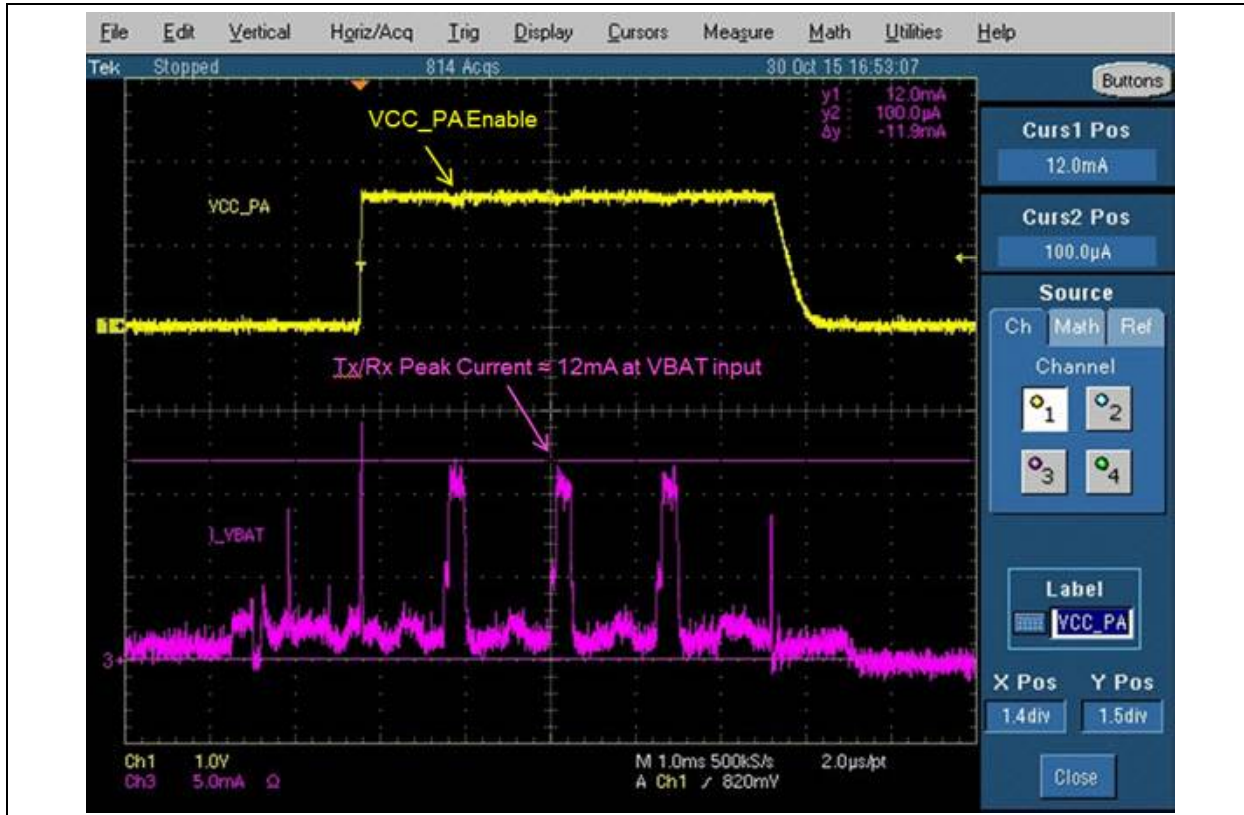 File Edit Vertical Horiz/Acq Trig Display Cursors Measure Math Utilities Help
Tek Stopped 814 Acqs 30 Oct 15 16:53:07
Buttons
y1 : 12.0mA
y2 : 100.0µA
Δy : -11.9mA
Curs1 Pos
12.0mA
Curs2 Pos
100.0µA
Source
Ch Math Ref
Channel
1 2
3 4
Label
VCC_PA
X Pos Y Pos
1.4div 1.5div
Close
VCC_PA Enable
VCC_PA
Tx/Rx Peak Current ≈ 12mA at VBAT input
I_VBAT
3
Ch1 1.0V M 1.0ms 500kS/s 2.0µs/pt
Ch3 5.0mA Ω A Ch1 / 820mV